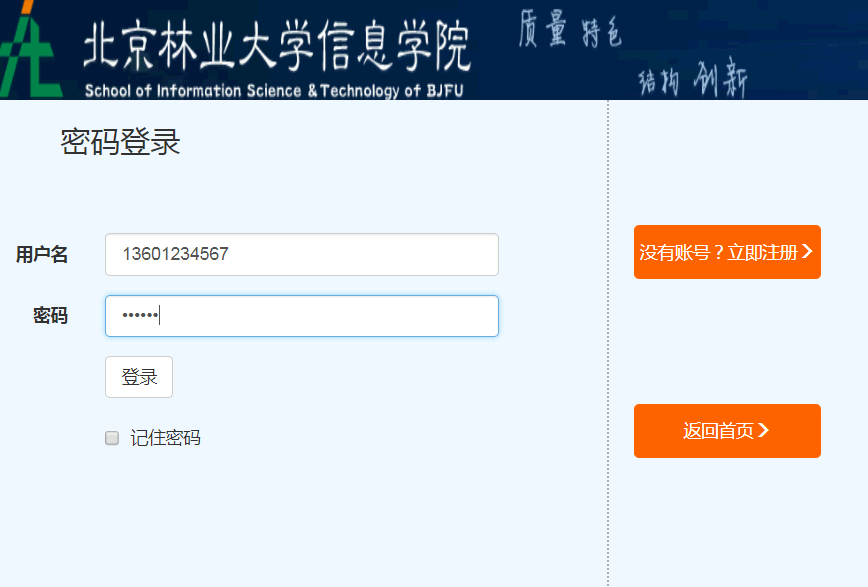 北京林业大学信息学院
School of Information Science & Technology of BJFU
质量 特色
结构 创新
密码登录
用户名
13601234567
密码
••••••
登录
记住密码
没有账号？立即注册
返回首页